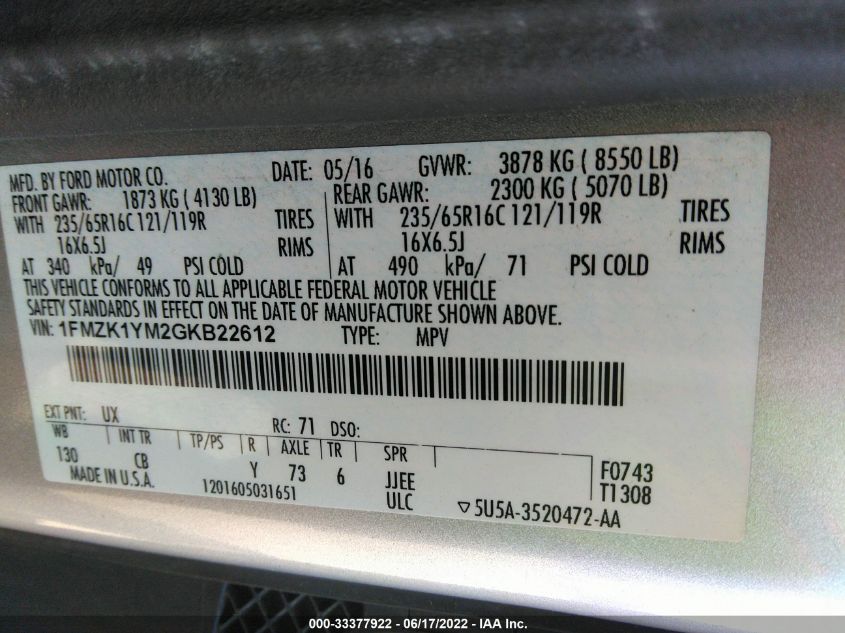 MFD. BY FORD MOTOR CO. DATE: 05/16 GVWR: 3878 KG ( 8550 LB)
FRONT GAWR: 1873 KG ( 4130 LB) REAR GAWR: 2300 KG ( 5070 LB)
WITH 235/65R16C 121/119R TIRES WITH 235/65R16C 121/119R TIRES
16X6.5J RIMS 16X6.5J RIMS
AT 340 kPa/ 49 PSI COLD AT 490 kPa/ 71 PSI COLD
THIS VEHICLE CONFORMS TO ALL APPLICABLE FEDERAL MOTOR VEHICLE
SAFETY STANDARDS IN EFFECT ON THE DATE OF MANUFACTURE SHOWN ABOVE.
VIN: 1FMZK1YM2GKB22612 TYPE: MPV
EXT PNT: UX RC: 71 DSO:
WB INT TR TP/PS R AXLE TR SPR
130 CB Y 73 6 JJEE F0743
MADE IN U.S.A. 1201605031651 ULC T1308
▽5U5A-3520472-AA
000-33377922 - 06/17/2022 - IAA Inc.